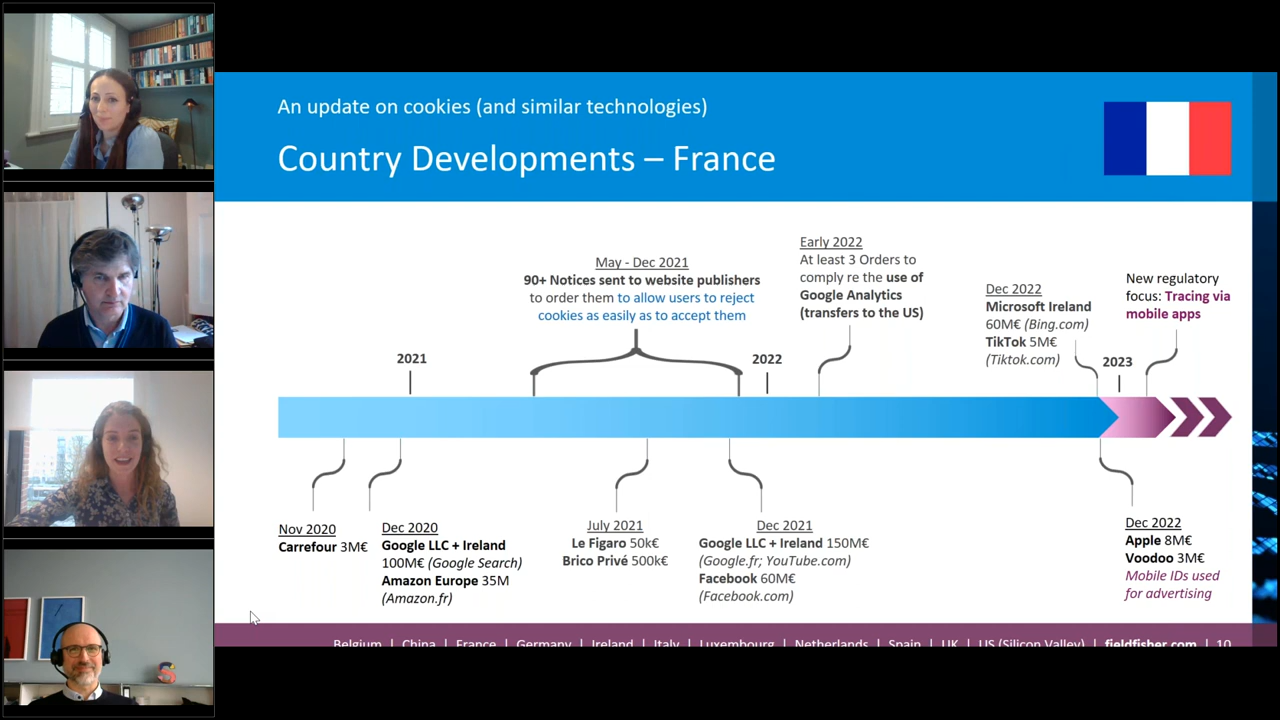 An update on cookies (and similar technologies)
Country Developments – France
May - Dec 2021
90+ Notices sent to website publishers
to order them to allow users to reject
cookies as easily as to accept them
Early 2022
At least 3 Orders to
comply re the use of
Google Analytics
(transfers to the US)
Dec 2022
Microsoft Ireland
60M€ (Bing.com)
TikTok 5M€
(Tiktok.com)
New regulatory
focus: Tracing via
mobile apps
2021
2022
2023
Nov 2020
Carrefour 3M€
Dec 2020
Google LLC + Ireland
100M€ (Google Search)
Amazon Europe 35M
(Amazon.fr)
July 2021
Le Figaro 50k€
Brico Privé 500k€
Dec 2021
Google LLC + Ireland 150M€
(Google.fr; YouTube.com)
Facebook 60M€
(Facebook.com)
Dec 2022
Apple 8M€
Voodoo 3M€
Mobile IDs used
for advertising
Belgium | China | France | Germany | Ireland | Italy | Luxembourg | Netherlands | Spain | UK | US (Silicon Valley) | fieldfisher.com | 10